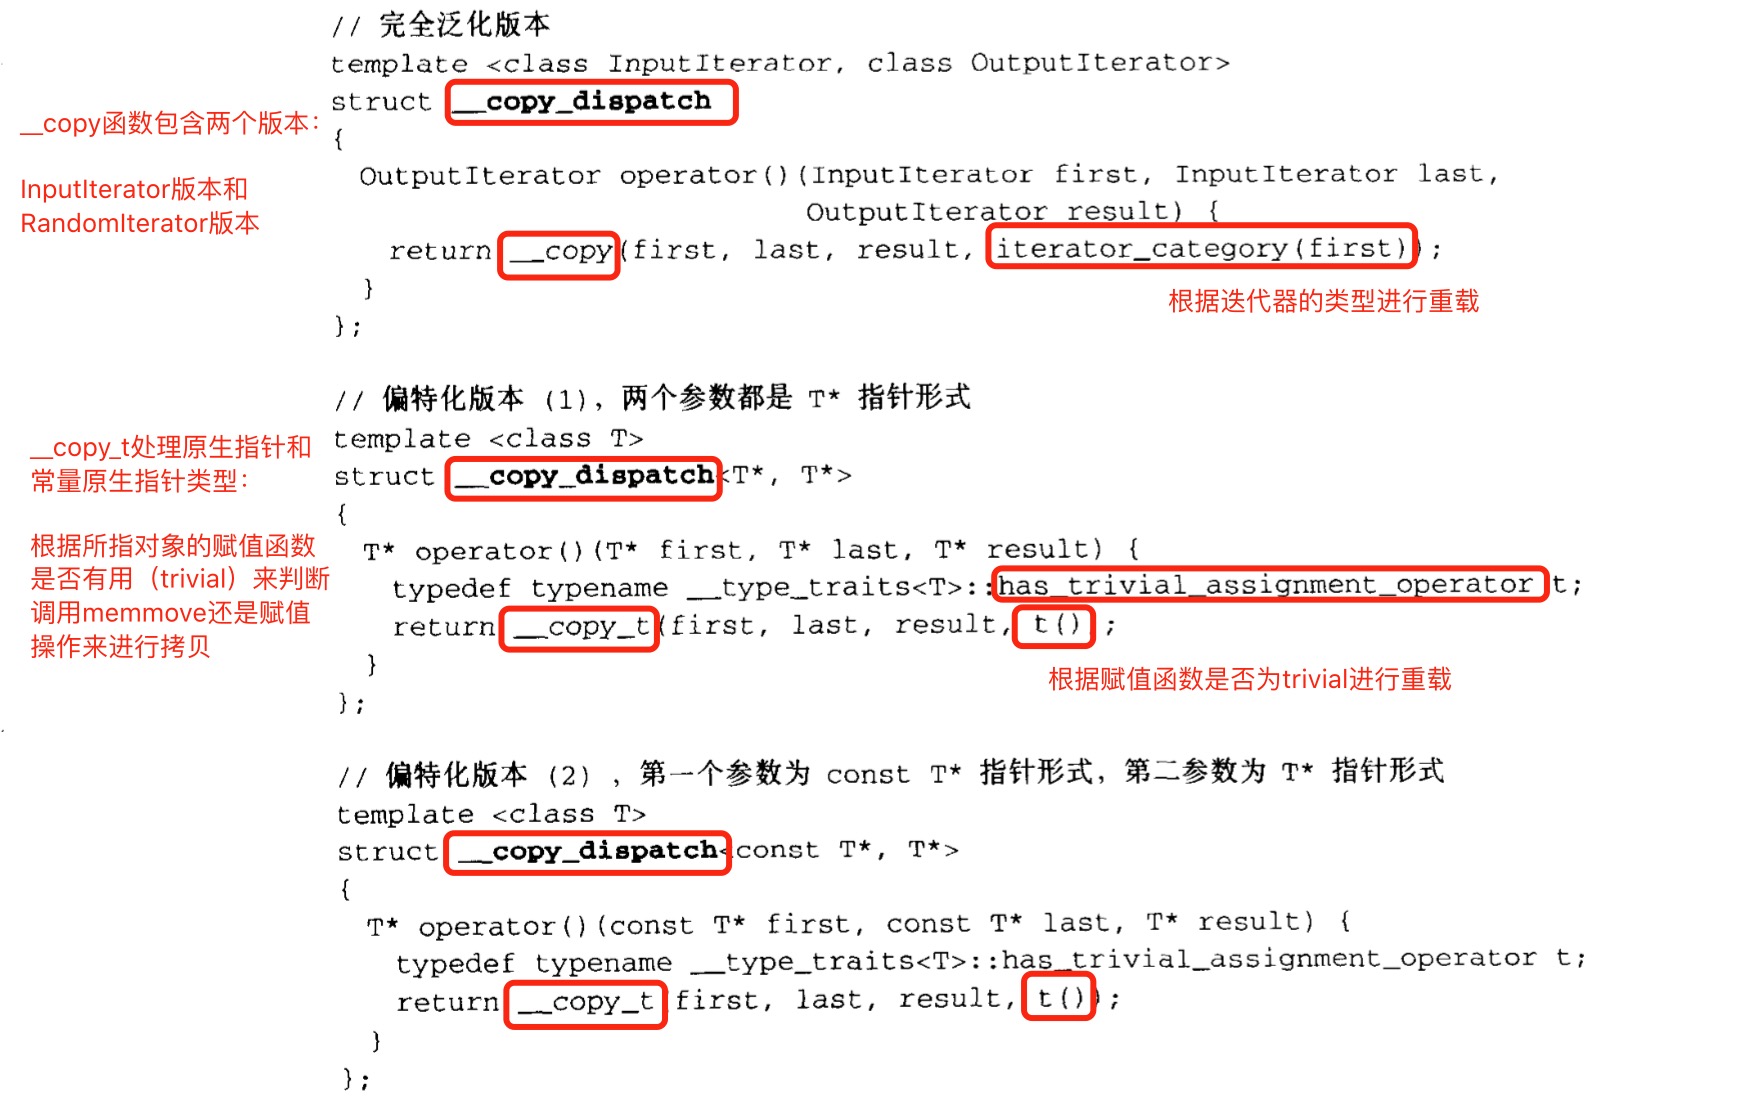 // 完全泛化版本
template <class InputIterator, class OutputIterator>
struct __copy_dispatch
__copy函数包含两个版本：
{
InputIterator版本和
RandomIterator版本
OutputIterator operator()(InputIterator first, InputIterator last,
OutputIterator result) {
return __copy(first, last, result, iterator_category(first));
}
根据迭代器的类型进行重载
};
// 偏特化版本 (1)，两个参数都是 T* 指针形式
template <class T>
__copy_t处理原生指针和
常量原生指针类型：
struct __copy_dispatch<T*, T*>
{
根据所指对象的赋值函数
是否有用（trivial）来判断
调用memmove还是赋值
操作来进行拷贝
T* operator()(T* first, T* last, T* result) {
typedef typename __type_traits<T>::has_trivial_assignment_operator t;
return __copy_t(first, last, result, t());
}
根据赋值函数是否为trivial进行重载
};
// 偏特化版本 (2) ，第一个参数为 const T* 指针形式，第二参数为 T* 指针形式
template <class T>
struct __copy_dispatch<const T*, T*>
{
T* operator()(const T* first, const T* last, T* result) {
typedef typename __type_traits<T>::has_trivial_assignment_operator t;
return __copy_t(first, last, result, t());
}
};